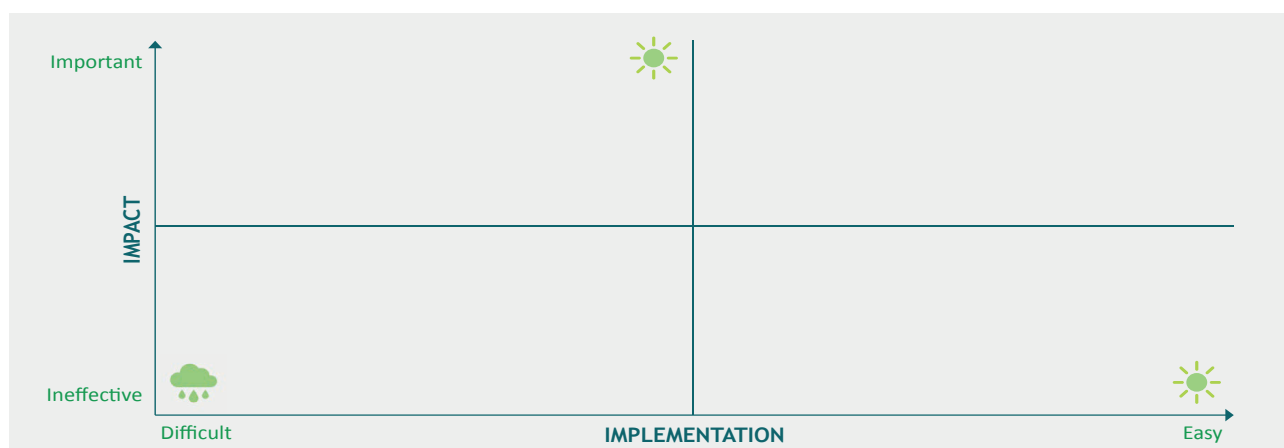 Important
IMPACT
Ineffective
Difficult
IMPLEMENTATION
Easy